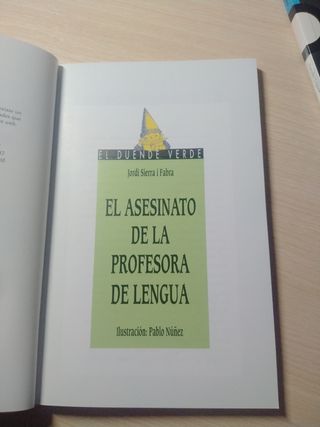 EL DUENDE VERDE
Jordi Sierra i Fabra
EL ASESINATO
DE LA
PROFESORA
DE LENGUA
Ilustración: Pablo Núñez